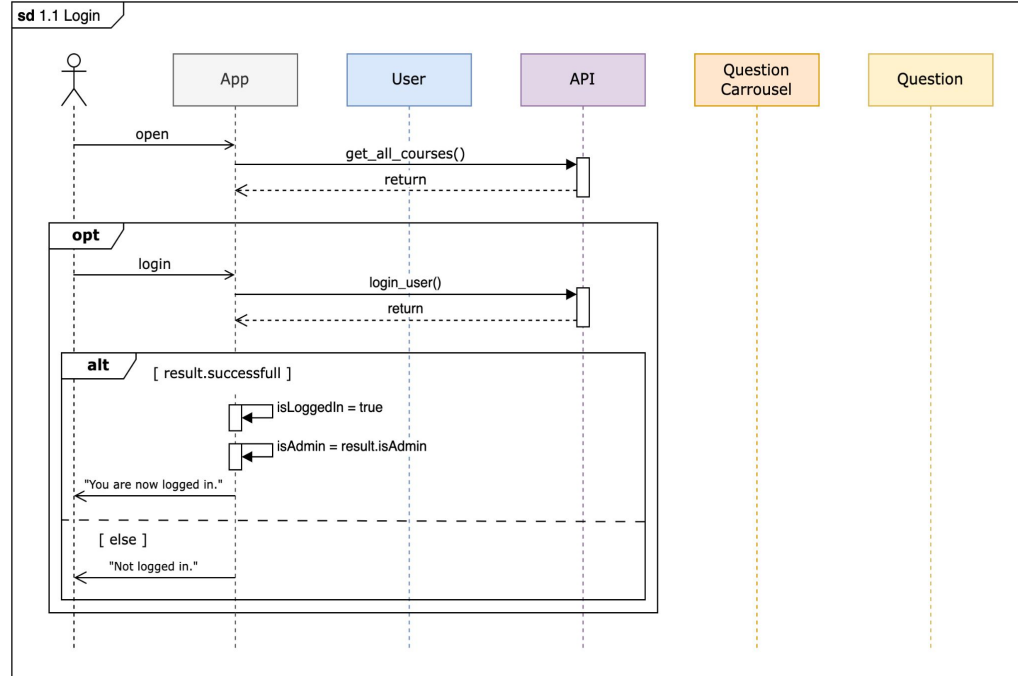 sd 1.1 Login
App
User
API
Question
Carrousel
Question
open
get_all_courses()
return
opt
login
login_user()
return
alt
[ result.successfull ]
isLoggedIn = true
isAdmin = result.isAdmin
"You are now logged in."
[ else ]
"Not logged in."